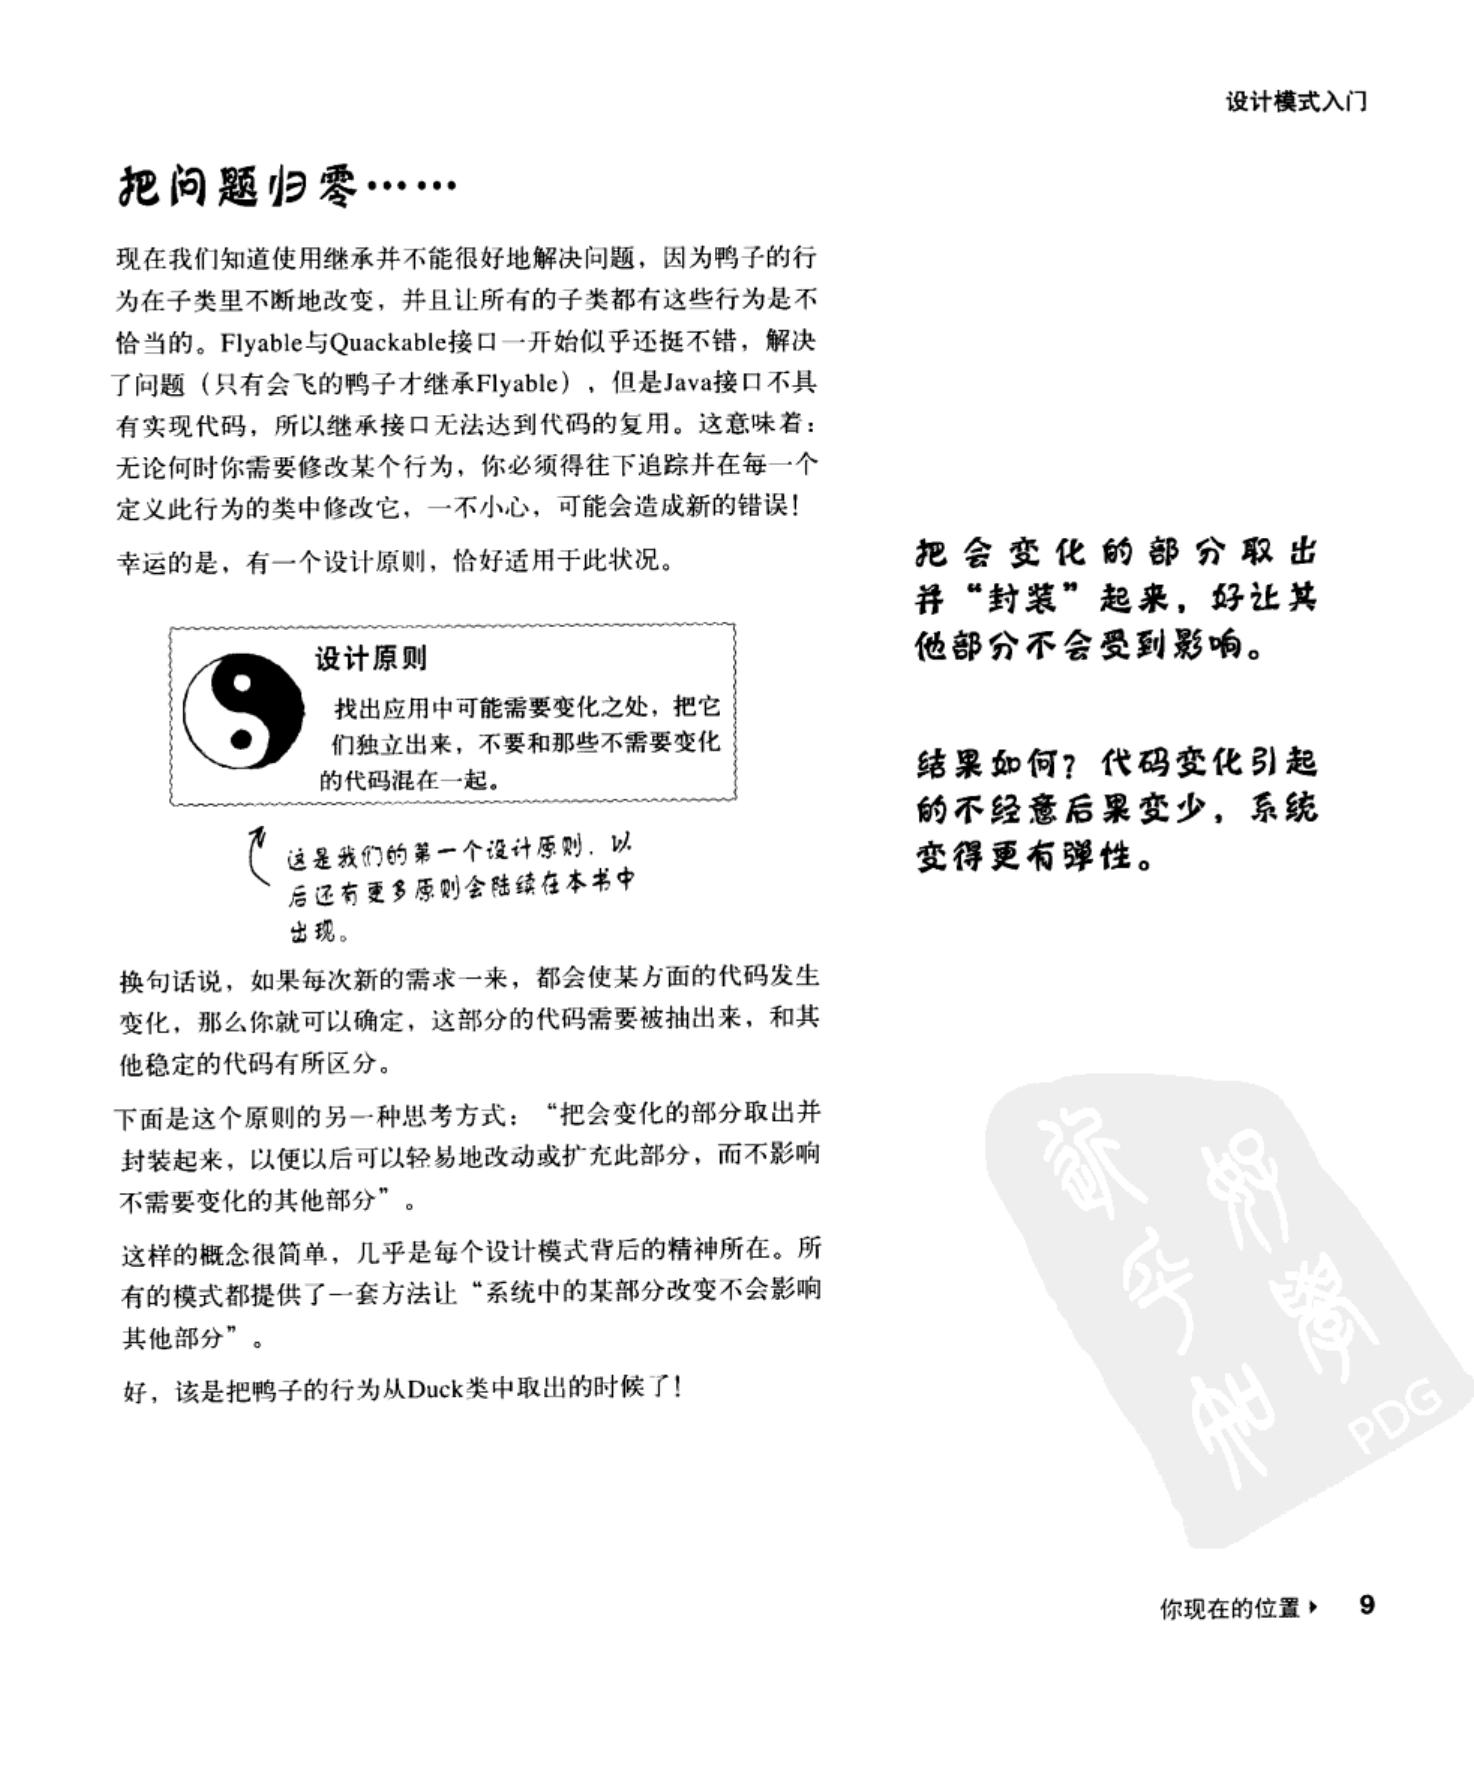 设计模式入门
把问题归零……
现在我们知道使用继承并不能很好地解决问题，因为鸭子的行
为在子类里不断地改变，并且让所有的子类都有这些行为是不
恰当的。Flyable与Quackable接口一开始似乎还挺不错，解决
了问题（只有会飞的鸭子才继承Flyable），但是Java接口不具
有实现代码，所以继承接口无法达到代码的复用。这意味着：
无论何时你需要修改某个行为，你必须得往下追踪并在每一个
定义此行为的类中修改它，一不小心，可能会造成新的错误！
幸运的是，有一个设计原则，恰好适用于此状况。
设计原则
找出应用中可能需要变化之处，把它
们独立出来，不要和那些不需要变化
的代码混在一起。
这是我们的第一个设计原则，以
后还有更多原则会陆续在本书中
出现。
换句话说，如果每次新的需求一来，都会使某方面的代码发生
变化，那么你就可以确定，这部分的代码需要被抽出来，和其
他稳定的代码有所区分。
下面是这个原则的另一种思考方式：“把会变化的部分取出并
封装起来，以便以后可以轻易地改动或扩充此部分，而不影响
不需要变化的其他部分”。
这样的概念很简单，几乎是每个设计模式背后的精神所在。所
有的模式都提供了一套方法让“系统中的某部分改变不会影响
其他部分”。
好，该是把鸭子的行为从Duck类中取出的时候了！
把会变化的部分取出
并“封装”起来，好让其
他部分不会受到影响。
结果如何？代码变化引起
的不经意后果变少，系统
变得更有弹性。
PDG
你现在的位置▸ 9